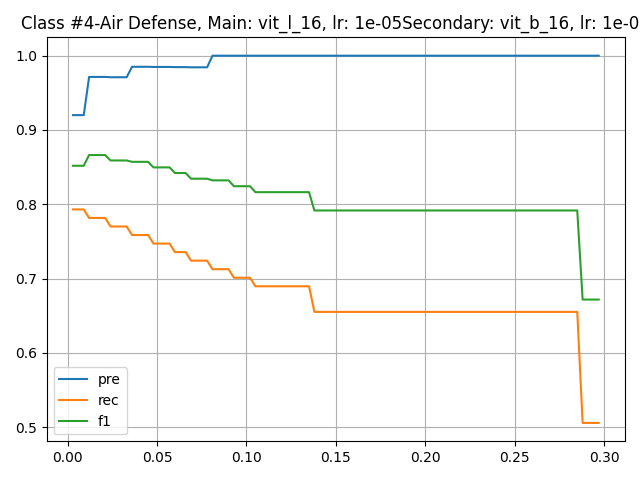 Class #4-Air Defense, Main: vit_l_16, lr: 1e-05Secondary: vit_b_16, lr: 1e-0
1.0
0.9
0.8
0.7
0.6
0.5
pre
rec
f1
0.00 0.05 0.10 0.15 0.20 0.25 0.30